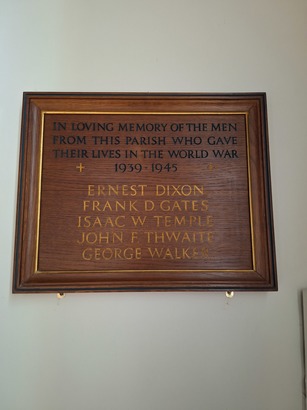 IN LOVING MEMORY OF THE MEN
FROM THIS PARISH WHO GAVE
THEIR LIVES IN THE WORLD WAR
1939-1945
ERNEST DIXON
FRANK D. GATES
ISAAC W. TEMPLE
JOHN F. THWAITE
GEORGE WALKER